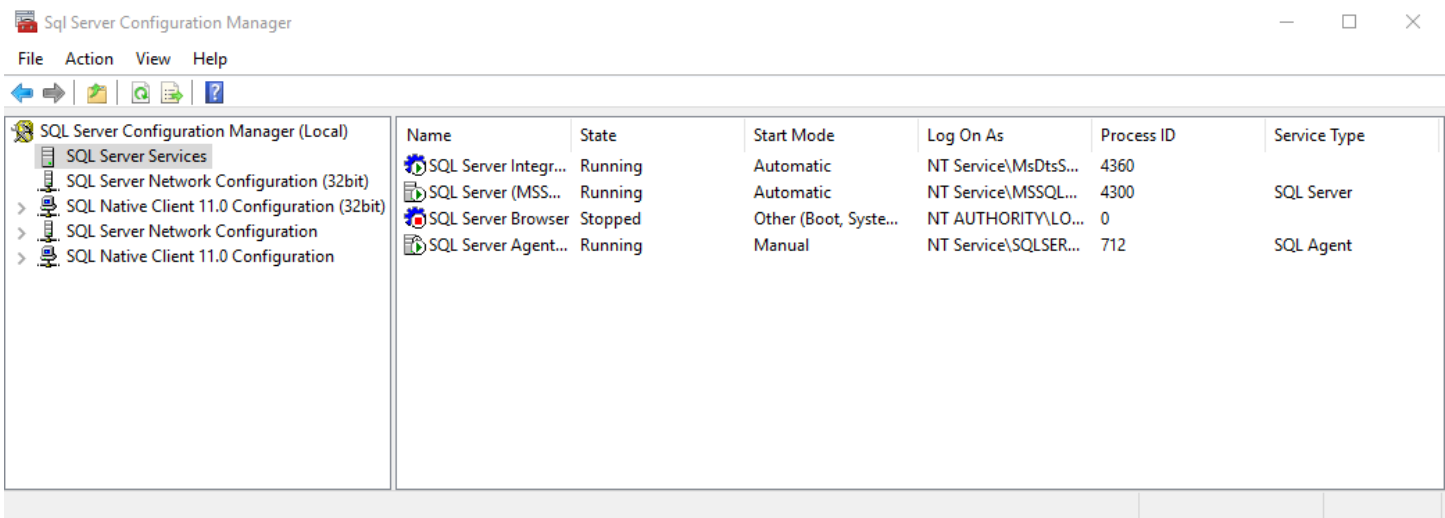 Sql Server Configuration Manager
File Action View Help
SQL Server Configuration Manager (Local)
SQL Server Services
SQL Server Network Configuration (32bit)
SQL Native Client 11.0 Configuration (32bit)
SQL Server Network Configuration
SQL Native Client 11.0 Configuration
Name State Start Mode Log On As Process ID Service Type
SQL Server Integr... Running Automatic NT Service\MsDtsS... 4360
SQL Server (MSS... Running Automatic NT Service\MSSQL... 4300 SQL Server
SQL Server Browser Stopped Other (Boot, Syste... NT AUTHORITY\LO... 0
SQL Server Agent... Running Manual NT Service\SQLSER... 712 SQL Agent